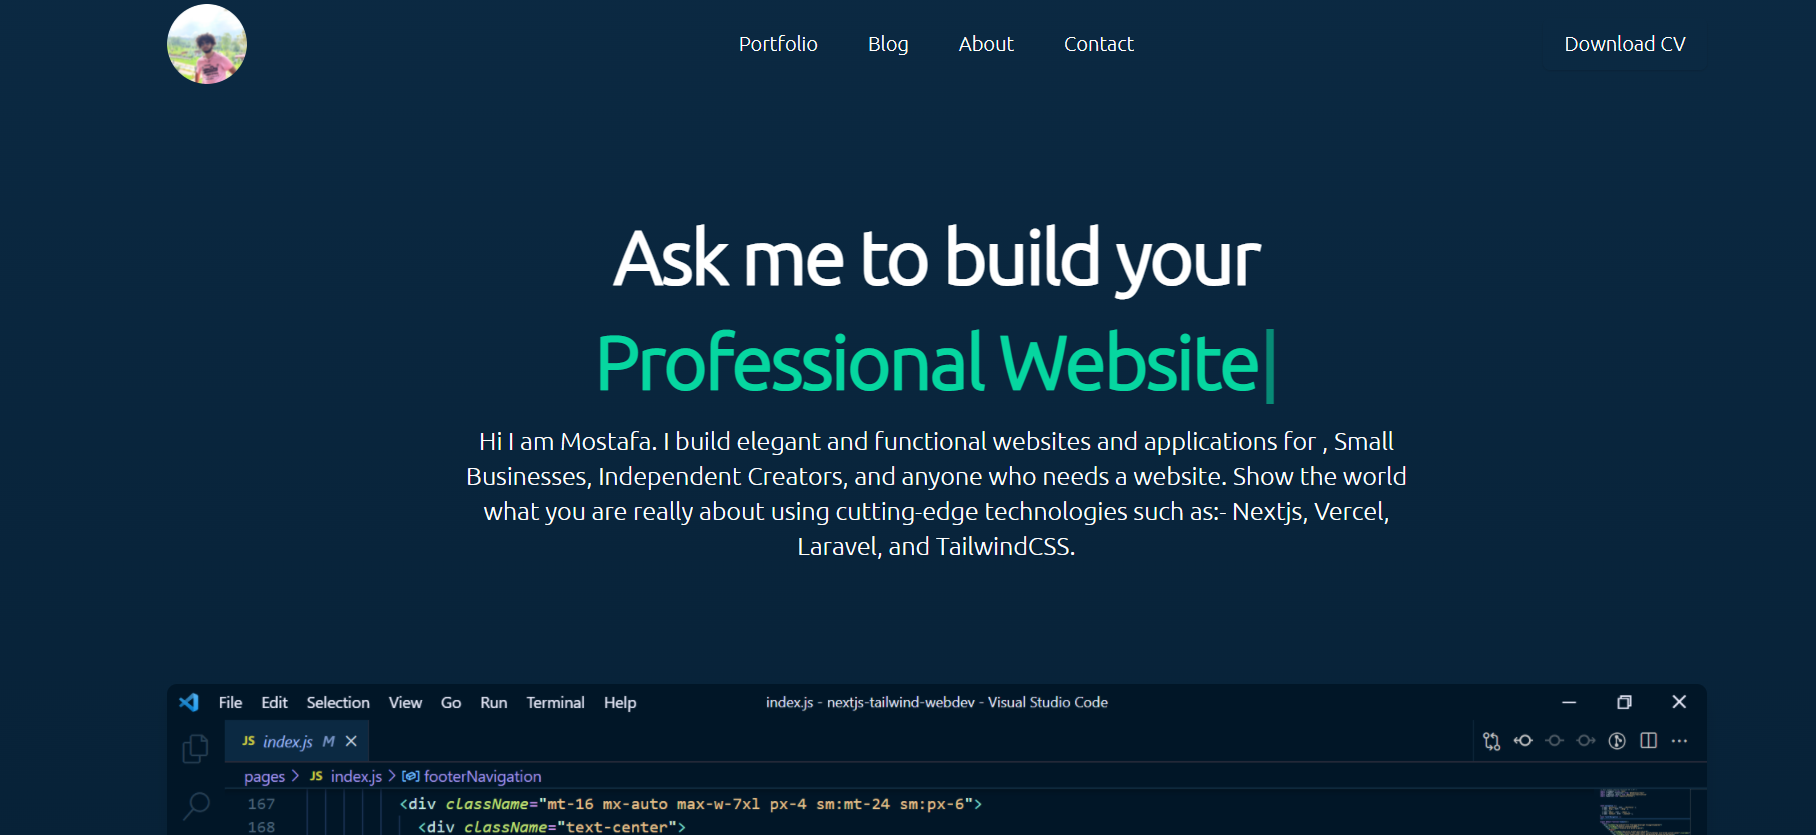 Portfolio Blog About Contact Download CV
Ask me to build your
Professional Website|
Hi I am Mostafa. I build elegant and functional websites and applications for , Small
Businesses, Independent Creators, and anyone who needs a website. Show the world
what you are really about using cutting-edge technologies such as:- Nextjs, Vercel,
Laravel, and TailwindCSS.
File Edit Selection View Go Run Terminal Help index.js - nextjs-tailwind-webdev - Visual Studio Code
JS index.js M
pages > JS index.js > footerNavigation
167 <div className="mt-16 mx-auto max-w-7xl px-4 sm:mt-24 sm:px-6">
168 <div className="text-center">